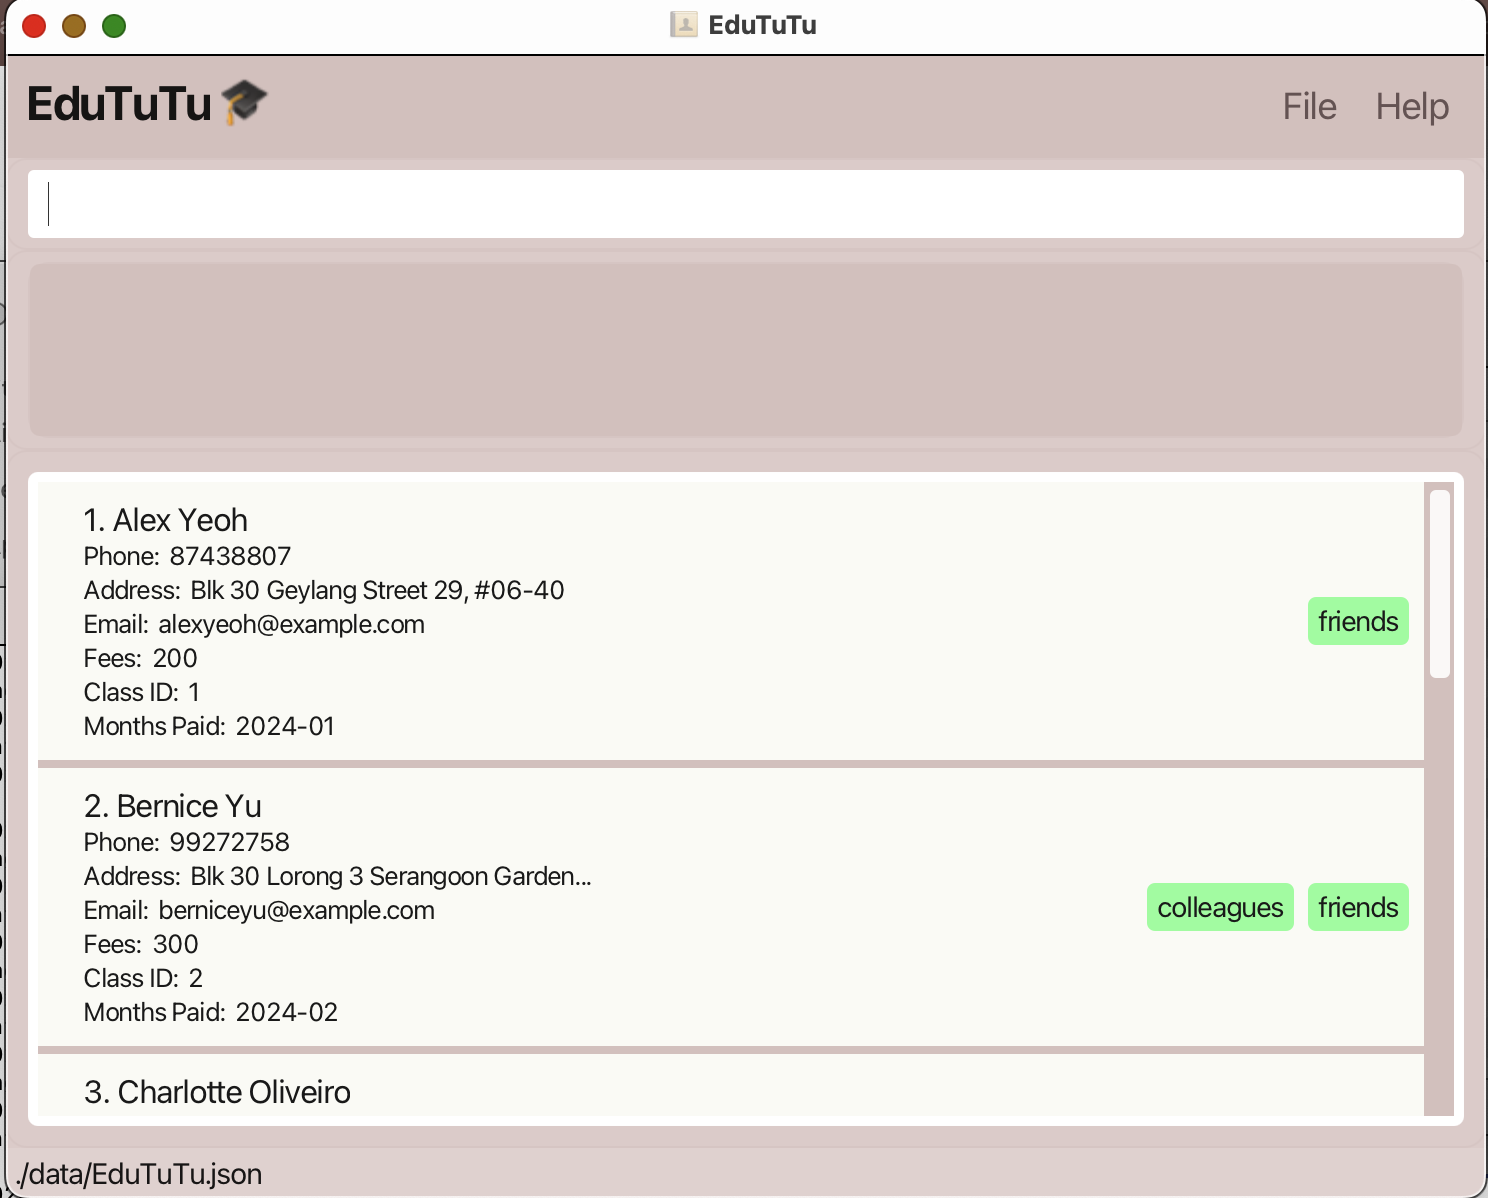 EduTuTu
EduTuTu
File Help
1. Alex Yeoh
Phone: 87438807
Address: Blk 30 Geylang Street 29, #06-40
Email: alexyeoh@example.com
Fees: 200
Class ID: 1
Months Paid: 2024-01
friends
2. Bernice Yu
Phone: 99272758
Address: Blk 30 Lorong 3 Serangoon Garden...
Email: berniceyu@example.com
Fees: 300
Class ID: 2
Months Paid: 2024-02
colleagues friends
3. Charlotte Oliveiro
./data/EduTuTu.json